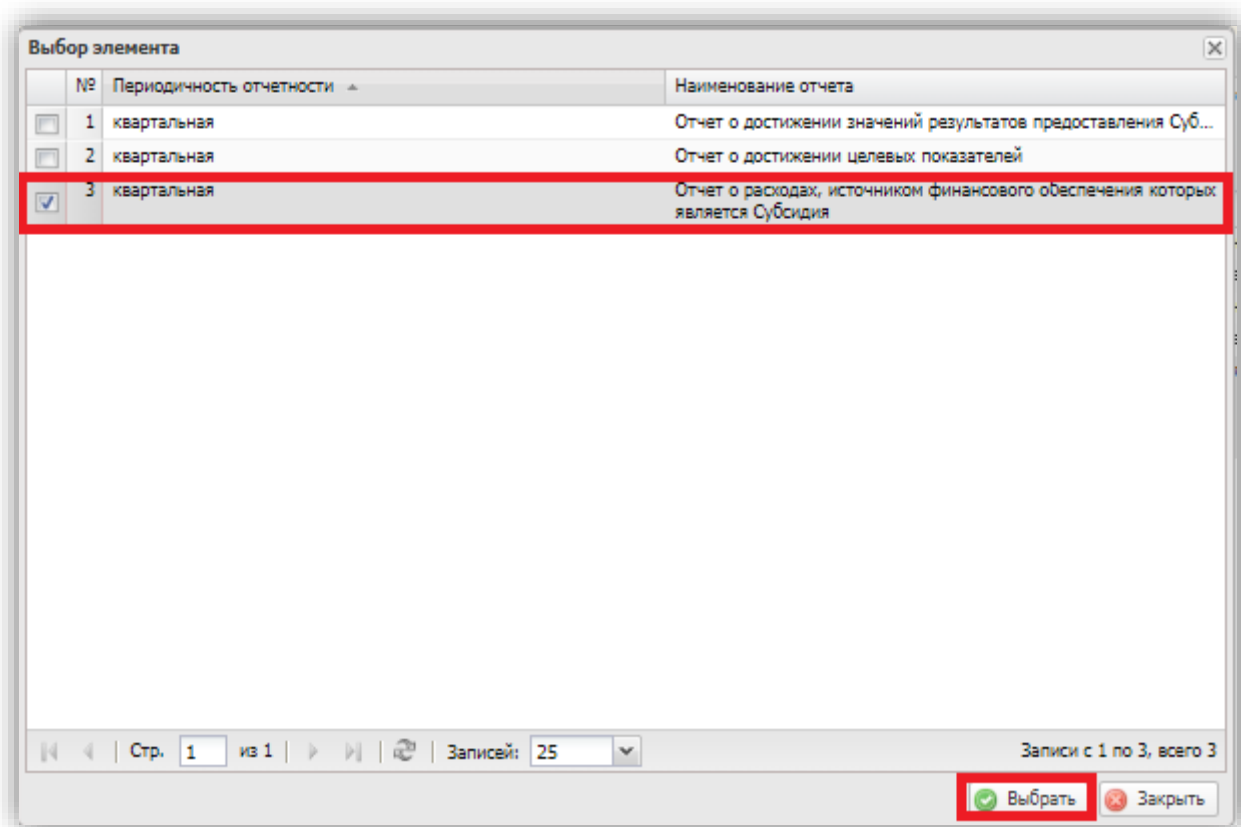 Выбор элемента
№ Периодичность отчетности Наименование отчета
1 квартальная Отчет о достижении значений результатов предоставления Суб...
2 квартальная Отчет о достижении целевых показателей
3 квартальная Отчет о расходах, источником финансового обеспечения которых
является Субсидия
Стр. 1 из 1 Записей: 25 Записи с 1 по 3, всего 3
Выбрать Закрыть